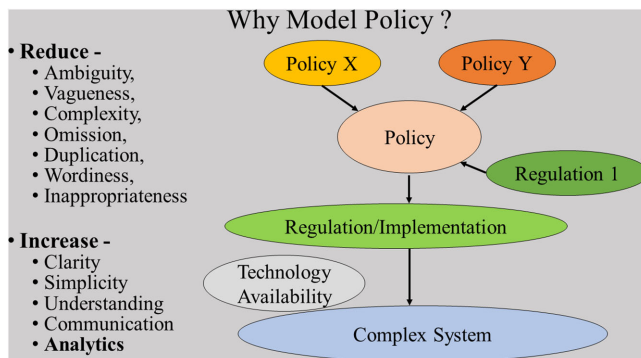 Why Model Policy ?
• Reduce -
• Ambiguity,
• Vagueness,
• Complexity,
• Omission,
• Duplication,
• Wordiness,
• Inappropriateness
• Increase -
• Clarity
• Simplicity
• Understanding
• Communication
• Analytics
Policy X
Policy Y
Policy
Regulation 1
Regulation/Implementation
Technology
Availability
Complex System